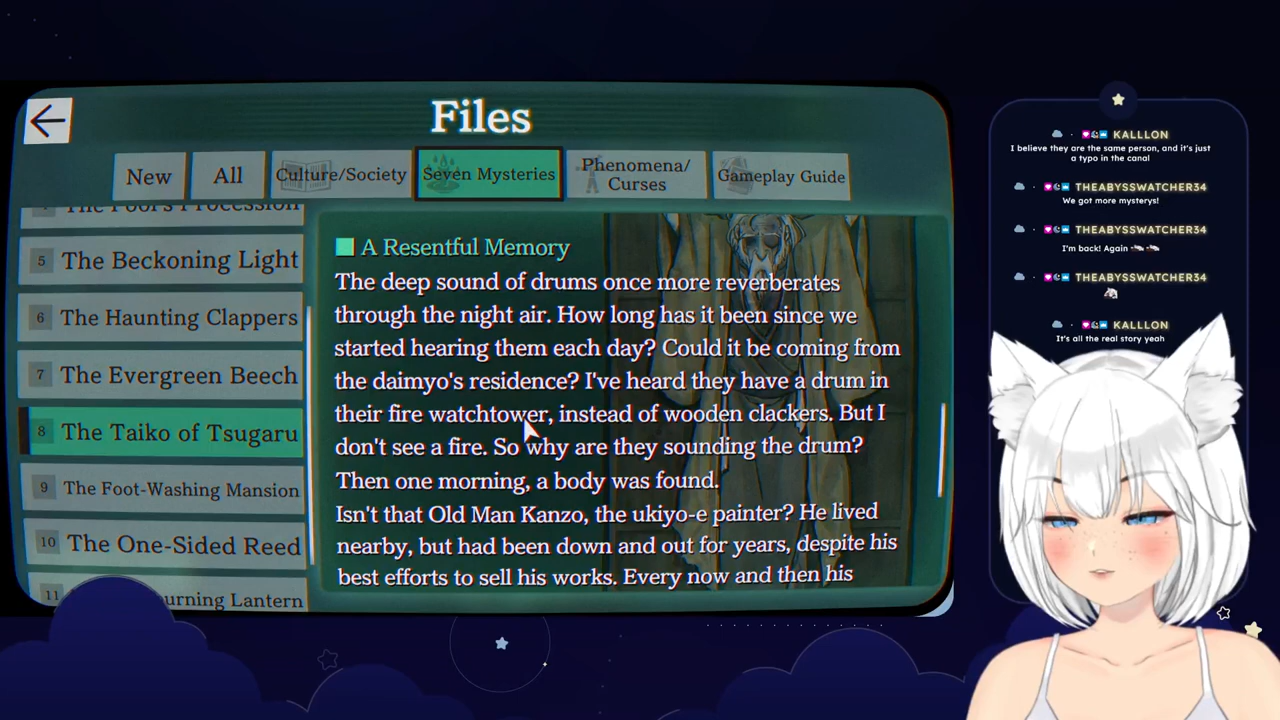 Files
New
All
Culture/Society
Seven Mysteries
Phenomena/
Curses
Gameplay Guide
4 The Fool's Procession
5 The Beckoning Light
6 The Haunting Clappers
7 The Evergreen Beech
8 The Taiko of Tsugaru
9 The Foot-Washing Mansion
10 The One-Sided Reed
11
urning Lantern
A Resentful Memory
The deep sound of drums once more reverberates
through the night air. How long has it been since we
started hearing them each day? Could it be coming from
the daimyo's residence? I've heard they have a drum in
their fire watchtower, instead of wooden clackers. But I
don't see a fire. So why are they sounding the drum?
Then one morning, a body was found.
Isn't that Old Man Kanzo, the ukiyo-e painter? He lived
nearby, but had been down and out for years, despite his
best efforts to sell his works. Every now and then his
KALLLON
I believe they are the same person, and it's just
a typo in the canal
THEABYSSWATCHER34
We got more mysterys!
THEABYSSWATCHER34
I'm back! Again
THEABYSSWATCHER34
KALLLON
It's all the real story yeah